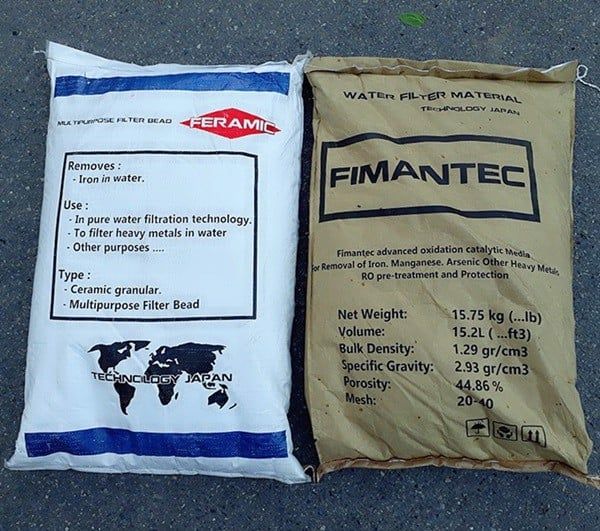 MULTIPURPOSE FILTER BEAD
FERAMIC
Removes :
- Iron in water.
Use :
- In pure water filtration technology.
- To filter heavy metals in water
- Other purposes ....
Type :
- Ceramic granular.
- Multipurpose Filter Bead
TECHNOLOGY JAPAN
WATER FILTER MATERIAL
TECHNOLOGY JAPAN
FIMANTEC
Fimantec advanced oxidation catalytic Media
For Removal of Iron. Manganese. Arsenic Other Heavy Metals
RO pre-treatment and Protection
Net Weight: 15.75 kg (...lb)
Volume: 15.2L ( ...ft3)
Bulk Density: 1.29 gr/cm3
Specific Gravity: 2.93 gr/cm3
Porosity: 44.86 %
Mesh: 20-40